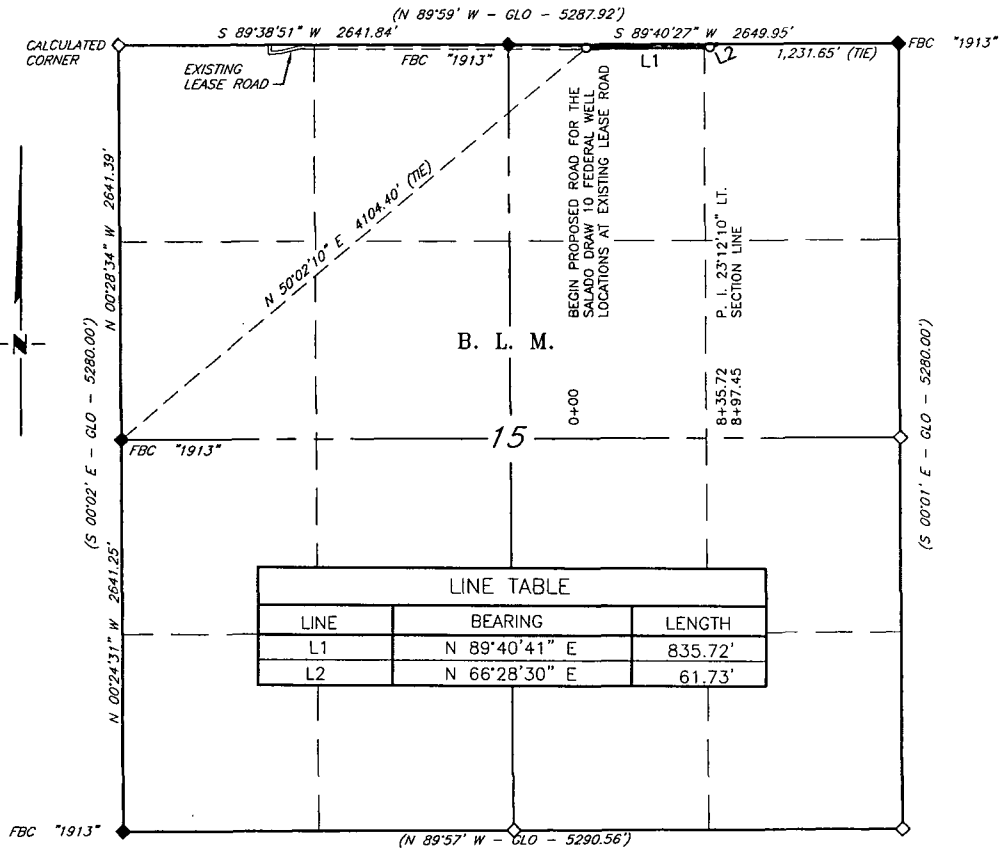 (N 89°59' W - GLO - 5287.92')
S 89°38'51" W 2641.84'
S 89°40'27" W 2649.95'
CALCULATED
CORNER
EXISTING
LEASE ROAD
FBC "1913"
L1
L2
1,231.65' (TIE)
FBC "1913"
N 00°28'34" W 2641.39'
N 50°02'10" E 4104.40' (TIE)
BEGIN PROPOSED ROAD FOR THE
SALADO DRAW 10 FEDERAL WELL
LOCATIONS AT EXISTING LEASE ROAD
0+00
P. I. 23°12'10" LT.
SECTION LINE
8+35.72
8+97.45
N
B. L. M.
(S 00°02' E - GLO - 5280.00')
(S 00°01' E - GLO - 5280.00')
FBC "1913"
15
N 00°24'31" W 2641.25'
LINE TABLE
LINE BEARING LENGTH
L1 N 89°40'41" E 835.72'
L2 N 66°28'30" E 61.73'
FBC "1913"
(N 89°57' W - GLO - 5290.56')